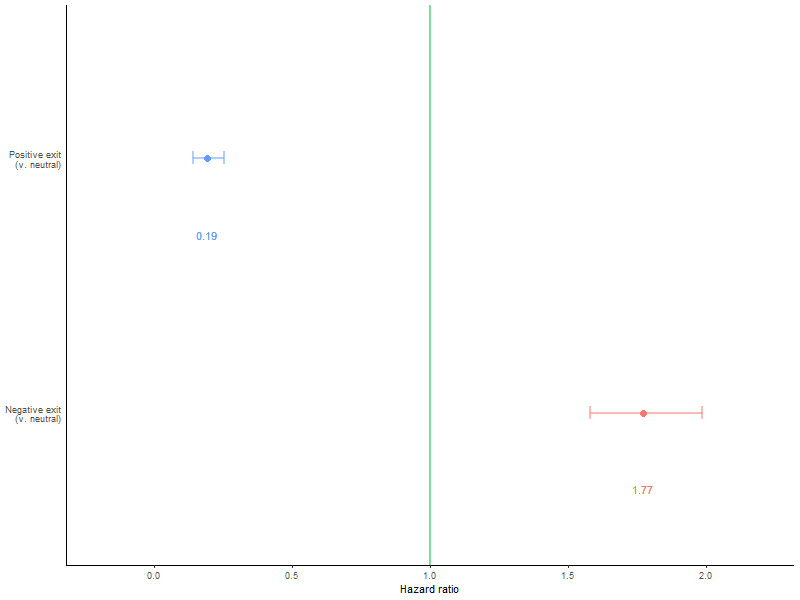 Positive exit
(v. neutral)
0.19
Negative exit
(v. neutral)
1.77
0.0 0.5 1.0 1.5 2.0
Hazard ratio